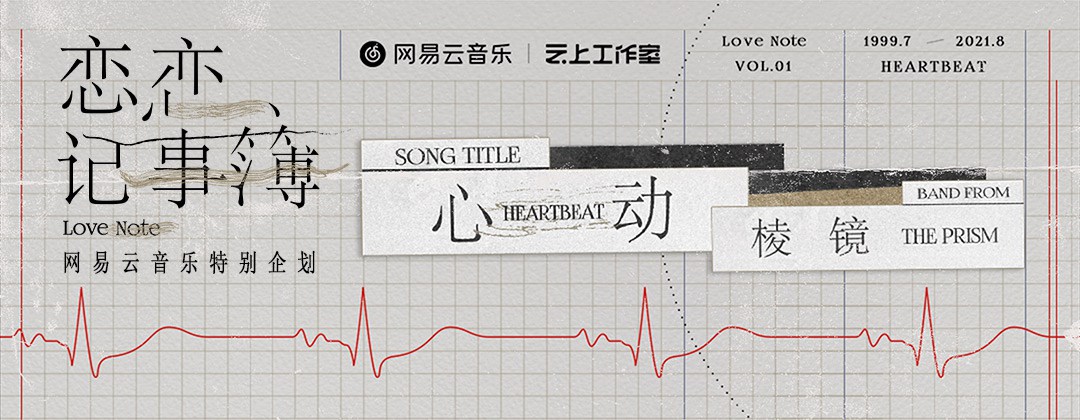 恋恋、
记事簿
Love Note
网易云音乐特别企划
网易云音乐 | 云上工作室
Love Note
VOL.01
1999.7 — 2021.8
HEARTBEAT
SONG TITLE
心 HEARTBEAT 动
BAND FROM
棱镜 THE PRISM